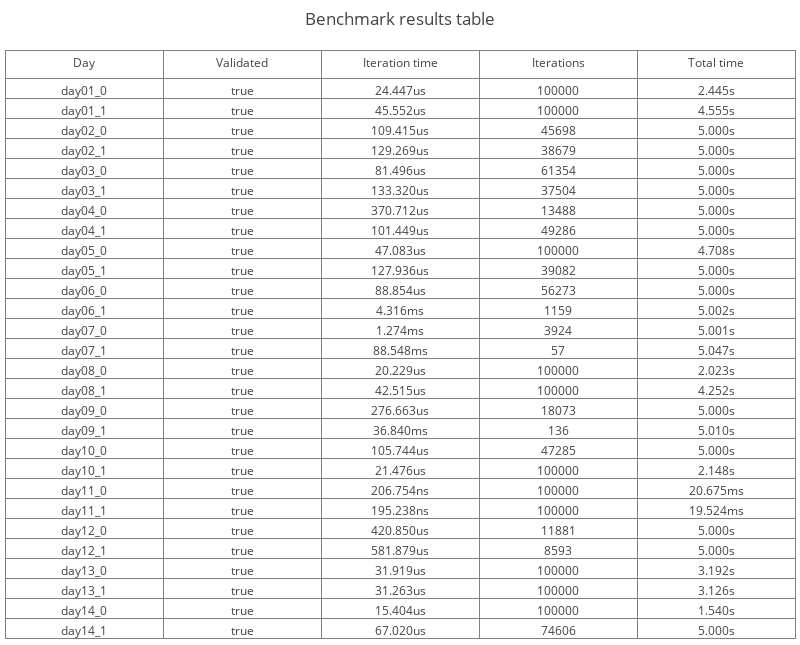 Benchmark results table
Day Validated Iteration time Iterations Total time
day01_0 true 24.447us 100000 2.445s
day01_1 true 45.552us 100000 4.555s
day02_0 true 109.415us 45698 5.000s
day02_1 true 129.269us 38679 5.000s
day03_0 true 81.496us 61354 5.000s
day03_1 true 133.320us 37504 5.000s
day04_0 true 370.712us 13488 5.000s
day04_1 true 101.449us 49286 5.000s
day05_0 true 47.083us 100000 4.708s
day05_1 true 127.936us 39082 5.000s
day06_0 true 88.854us 56273 5.000s
day06_1 true 4.316ms 1159 5.002s
day07_0 true 1.274ms 3924 5.001s
day07_1 true 88.548ms 57 5.047s
day08_0 true 20.229us 100000 2.023s
day08_1 true 42.515us 100000 4.252s
day09_0 true 276.663us 18073 5.000s
day09_1 true 36.840ms 136 5.010s
day10_0 true 105.744us 47285 5.000s
day10_1 true 21.476us 100000 2.148s
day11_0 true 206.754ns 100000 20.675ms
day11_1 true 195.238ns 100000 19.524ms
day12_0 true 420.850us 11881 5.000s
day12_1 true 581.879us 8593 5.000s
day13_0 true 31.919us 100000 3.192s
day13_1 true 31.263us 100000 3.126s
day14_0 true 15.404us 100000 1.540s
day14_1 true 67.020us 74606 5.000s